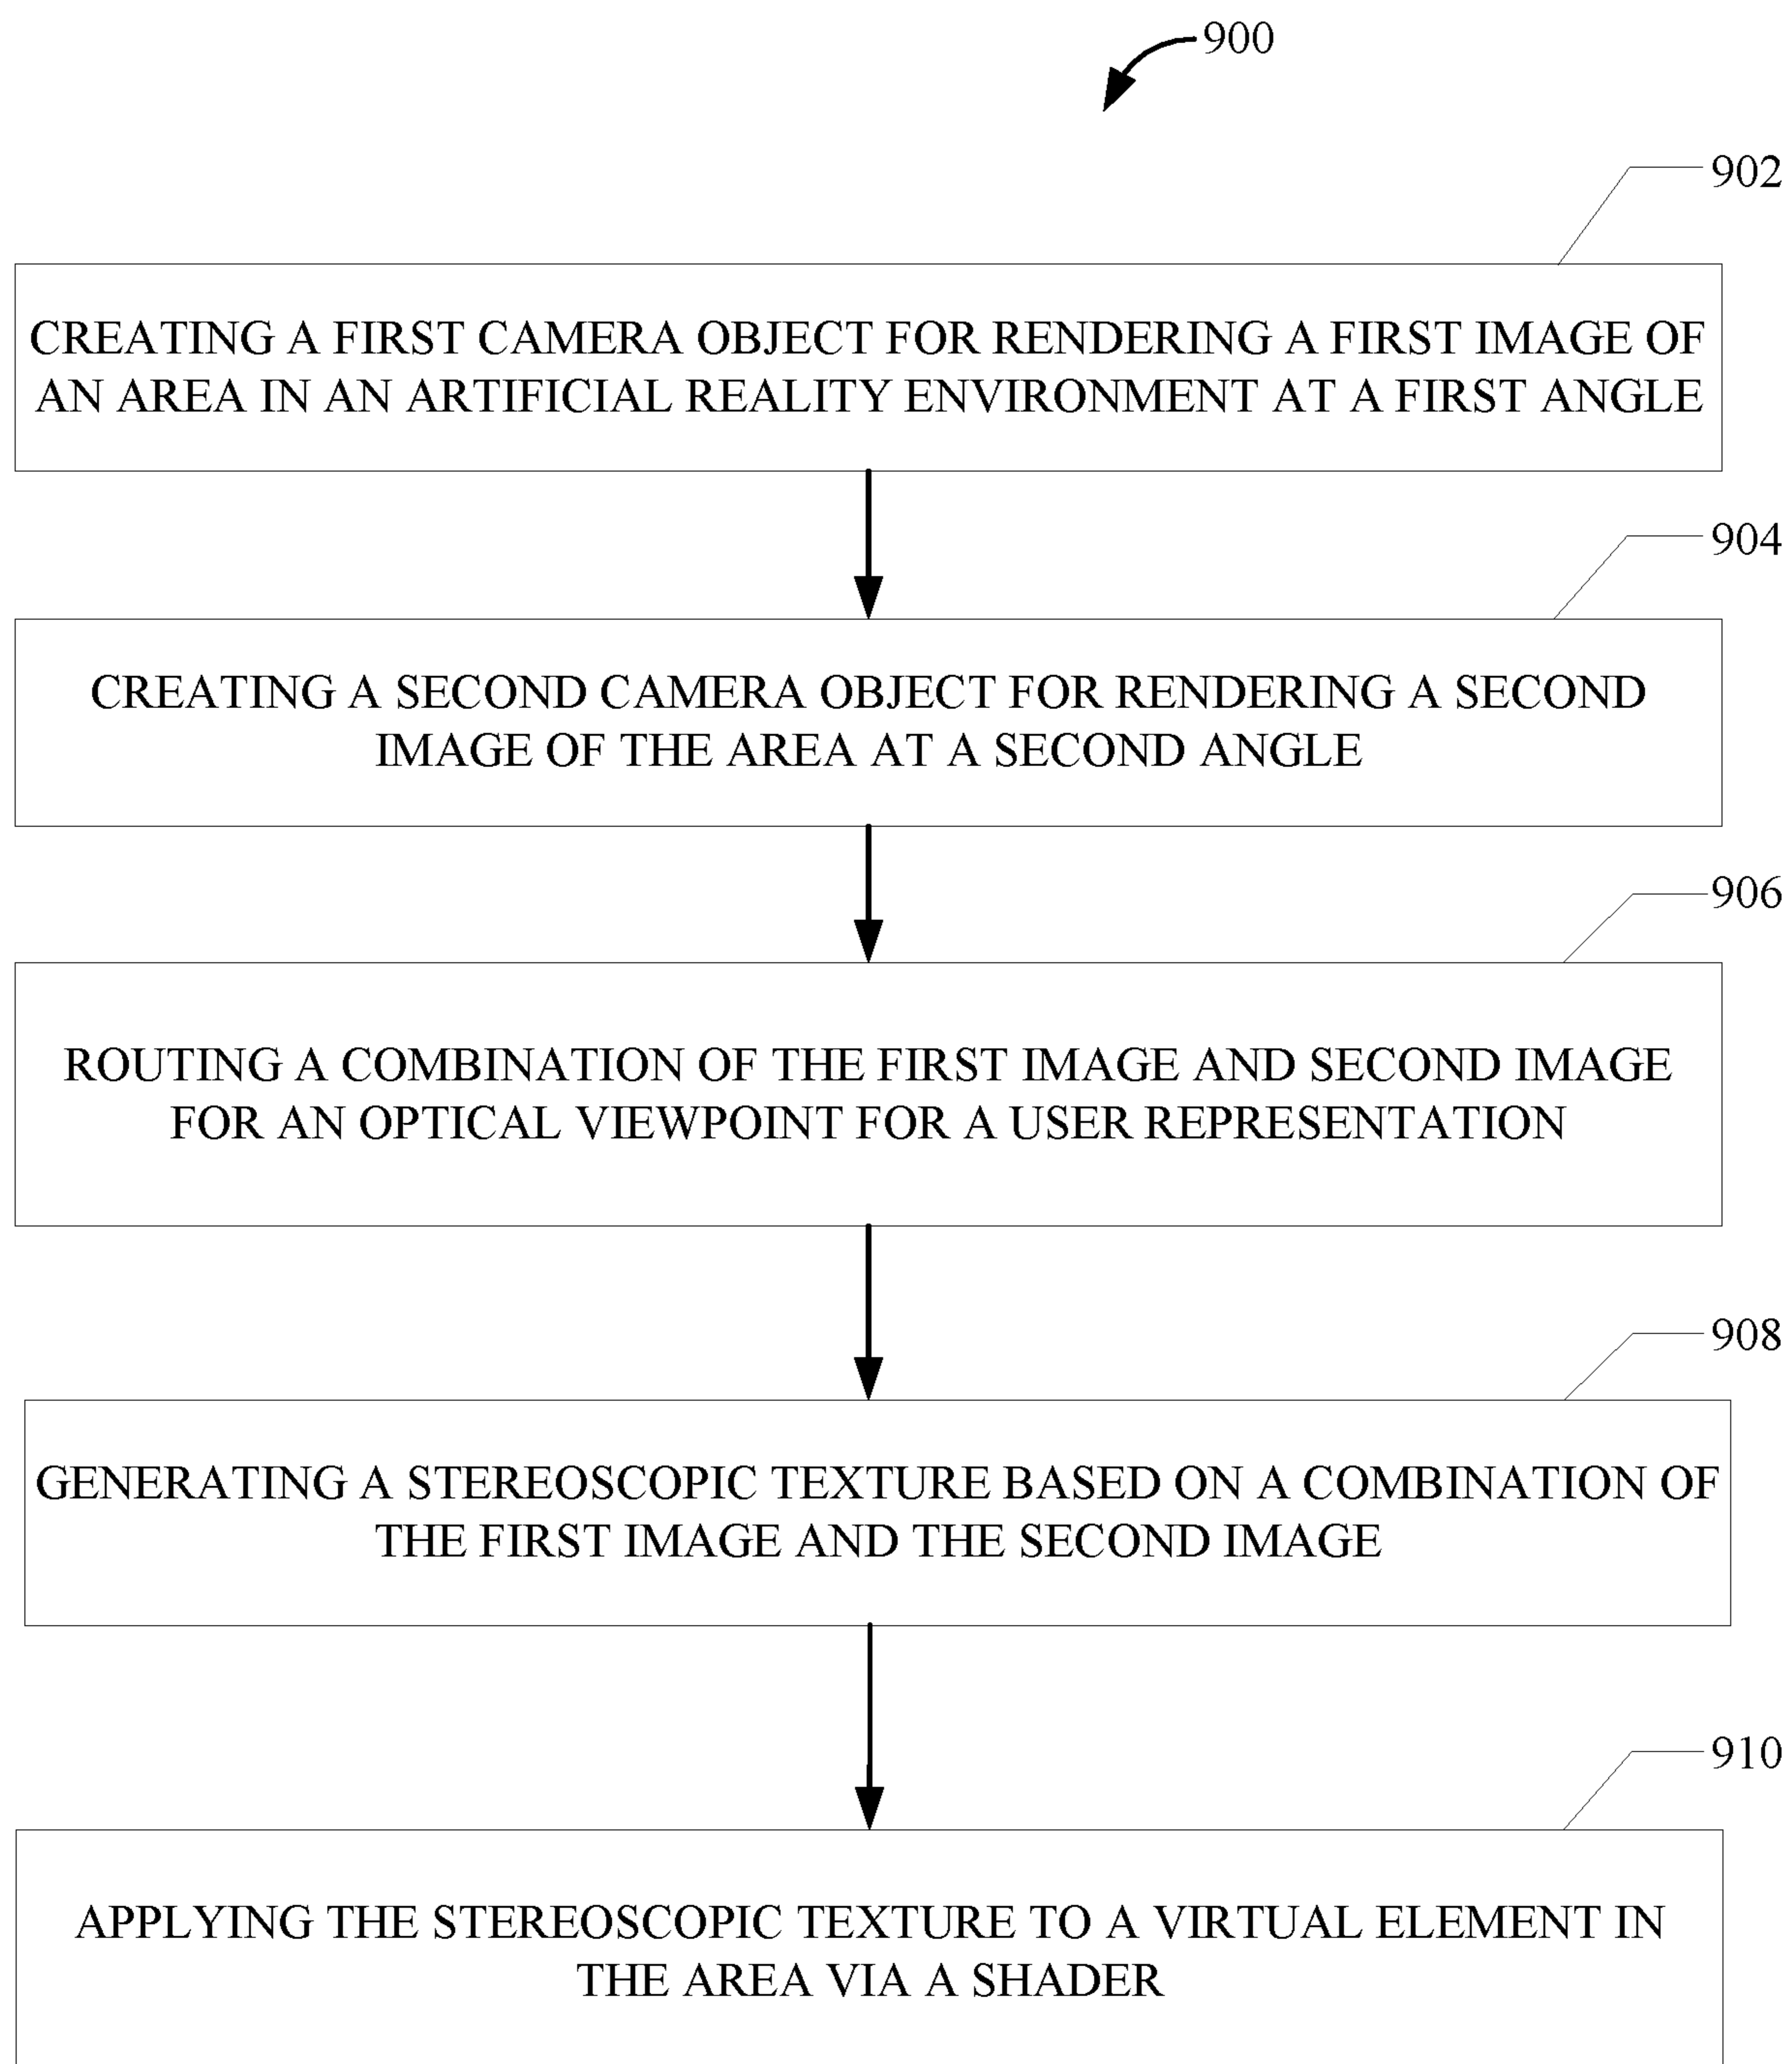 900
902
CREATING A FIRST CAMERA OBJECT FOR RENDERING A FIRST IMAGE OF
AN AREA IN AN ARTIFICIAL REALITY ENVIRONMENT AT A FIRST ANGLE
904
CREATING A SECOND CAMERA OBJECT FOR RENDERING A SECOND
IMAGE OF THE AREA AT A SECOND ANGLE
906
ROUTING A COMBINATION OF THE FIRST IMAGE AND SECOND IMAGE
FOR AN OPTICAL VIEWPOINT FOR A USER REPRESENTATION
908
GENERATING A STEREOSCOPIC TEXTURE BASED ON A COMBINATION OF
THE FIRST IMAGE AND THE SECOND IMAGE
910
APPLYING THE STEREOSCOPIC TEXTURE TO A VIRTUAL ELEMENT IN
THE AREA VIA A SHADER